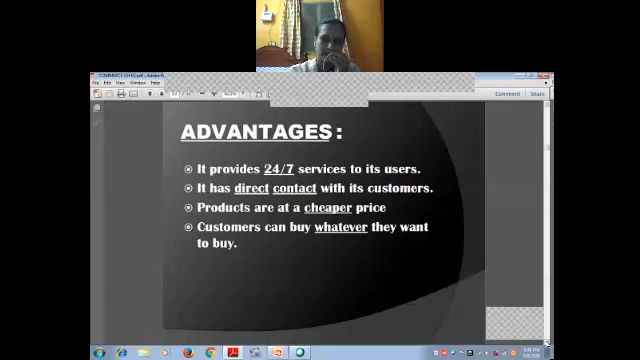 COMMERCE CH15.pdf - Adobe
File Edit View Window Help
Comment Share
ADVANTAGES :
It provides 24/7 services to its users.
It has direct contact with its customers.
Products are at a cheaper price
Customers can buy whatever they want
to buy.